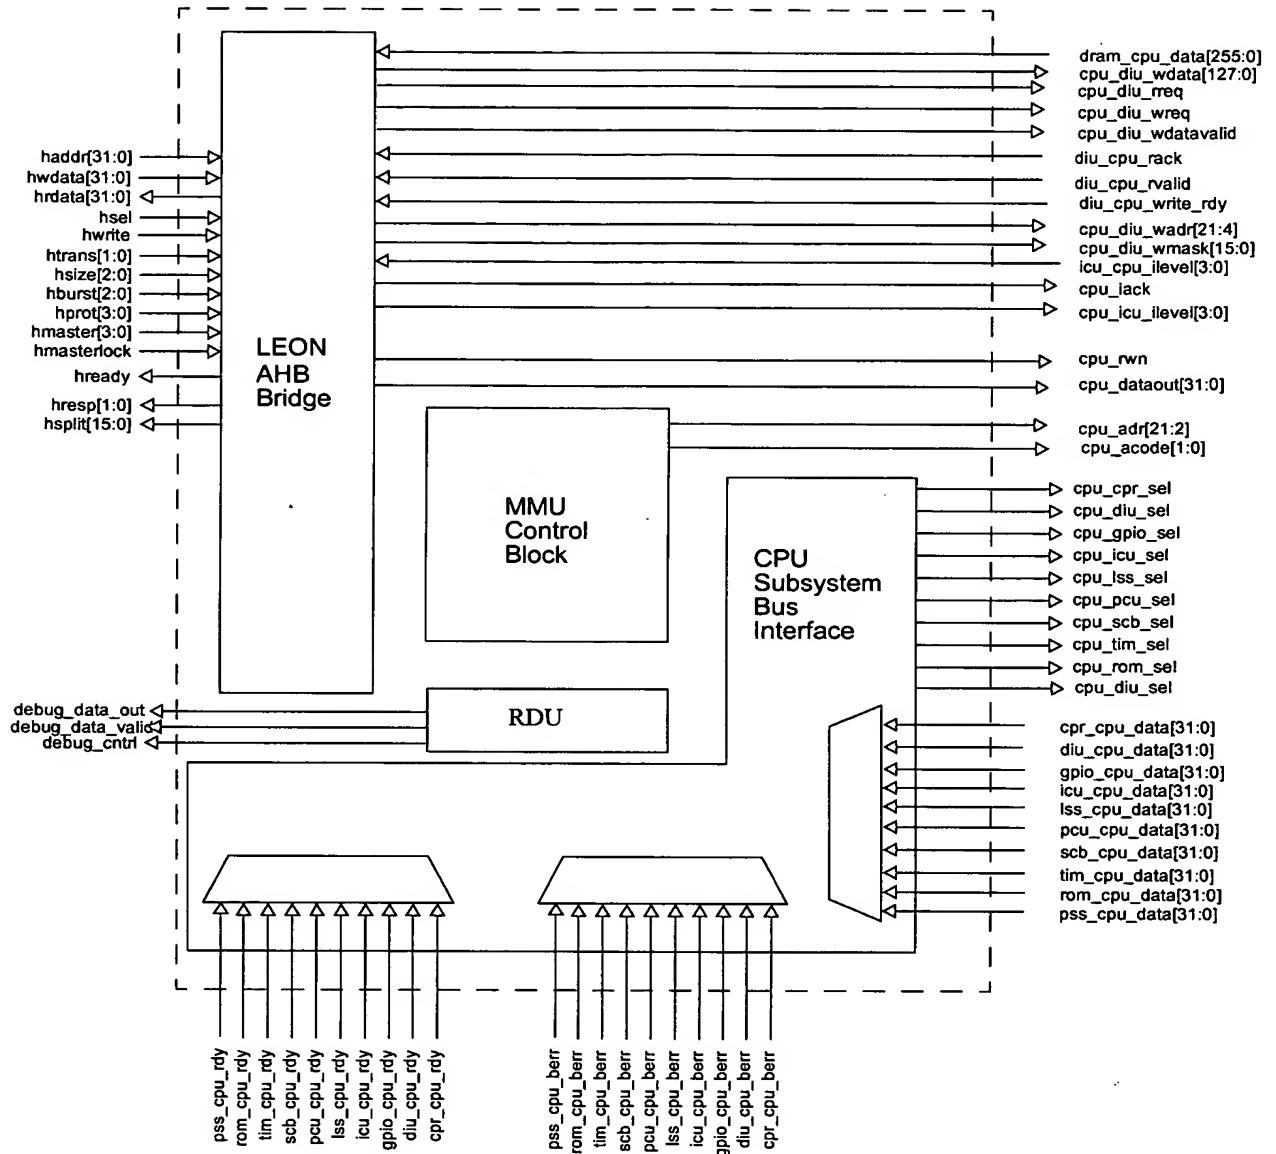 haddr[31:0]
hwdata[31:0]
hrdata[31:0]
hsel
hwrite
htrans[1:0]
hsize[2:0]
hburst[2:0]
hprot[3:0]
hmaster[3:0]
hmasterlock
hready
hresp[1:0]
hsplit[15:0]
LEON
AHB
Bridge
dram_cpu_data[255:0]
cpu_diu_wdata[127:0]
cpu_diu_rreq
cpu_diu_wreq
cpu_diu_wdatavalid
diu_cpu_rack
diu_cpu_rvalid
diu_cpu_write_rdy
cpu_diu_wadr[21:4]
cpu_diu_wmask[15:0]
icu_cpu_ilevel[3:0]
cpu_iack
cpu_icu_ilevel[3:0]
cpu_rwn
cpu_dataout[31:0]
cpu_adr[21:2]
cpu_acode[1:0]
MMU
Control
Block
CPU
Subsystem
Bus
Interface
cpu_cpr_sel
cpu_diu_sel
cpu_gpio_sel
cpu_icu_sel
cpu_lss_sel
cpu_pcu_sel
cpu_scb_sel
cpu_tim_sel
cpu_rom_sel
cpu_diu_sel
debug_data_out
debug_data_valid
debug_cntrl
RDU
cpr_cpu_data[31:0]
diu_cpu_data[31:0]
gpio_cpu_data[31:0]
icu_cpu_data[31:0]
lss_cpu_data[31:0]
pcu_cpu_data[31:0]
scb_cpu_data[31:0]
tim_cpu_data[31:0]
rom_cpu_data[31:0]
pss_cpu_data[31:0]
pss_cpu_rdy
rom_cpu_rdy
tim_cpu_rdy
scb_cpu_rdy
pcu_cpu_rdy
lss_cpu_rdy
icu_cpu_rdy
gpio_cpu_rdy
diu_cpu_rdy
cpr_cpu_rdy
pss_cpu_berr
rom_cpu_berr
tim_cpu_berr
scb_cpu_berr
pcu_cpu_berr
lss_cpu_berr
icu_cpu_berr
gpio_cpu_berr
diu_cpu_berr
cpr_cpu_berr